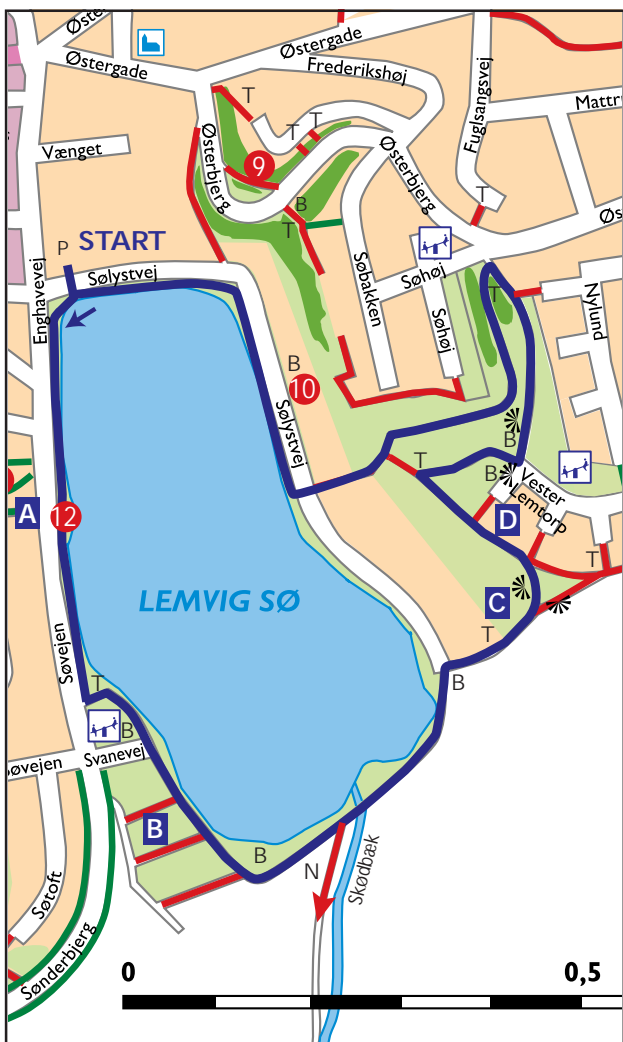 Øste
Østergade
Østergade
Frederikshøj
Fuglsangsvej
Mattr
T
T
T
Vænget
Østerbjerg
9
Østerbjerg
B
T
T
Øs
P
START
Sølystvej
Enghavevej
Søbakken
Søhøj
Søhøj
T
Nylund
B
10
Sølystvej
B
T
B
Vester
Lemtorp
A
12
D
T
LEMVIG SØ
C
T
Søvejen
T
B
B
Svanevej
øvejen
B
B
N
Skødbæk
Søtoft
Sønderbjerg
0
0,5